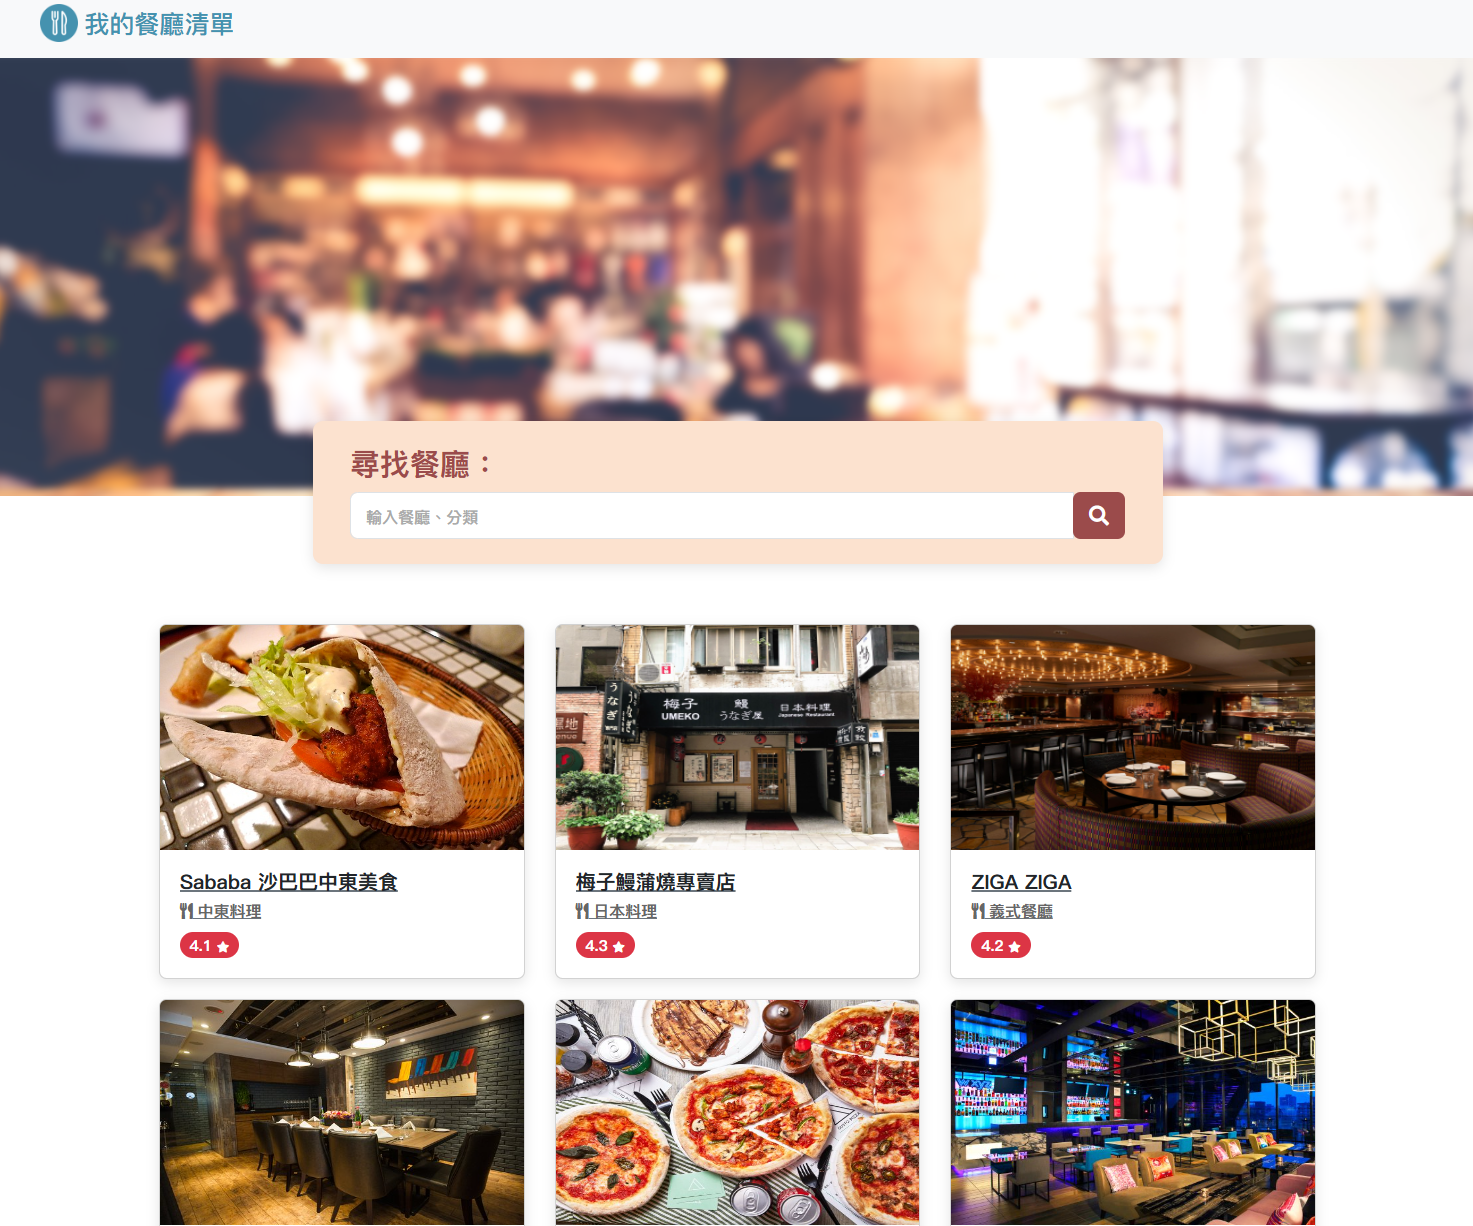 我的餐廳清單
尋找餐廳：
輸入餐廳、分類
うなぎ
うなぎ
梅子 鰻 日本料理
UMEKO うなぎ屋 Japanese Restaurant
Sababa 沙巴巴中東美食
中東料理
4.1
梅子鰻蒲燒專賣店
日本料理
4.3
ZIGA ZIGA
義式餐廳
4.2